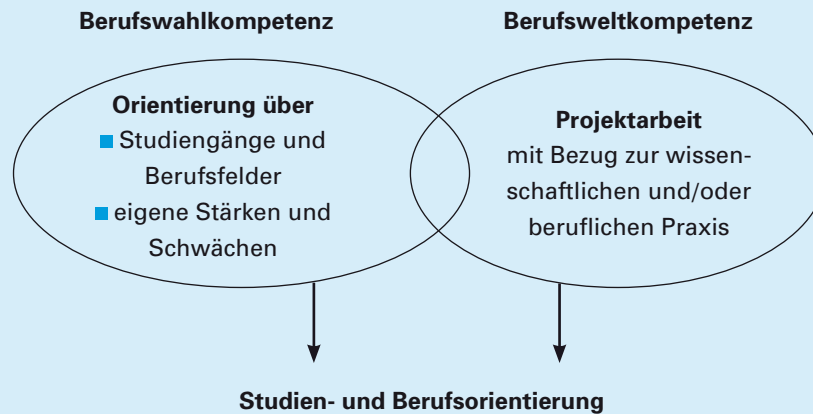 Berufswahlkompetenz
Berufsweltkompetenz
Orientierung über
Studiengänge und
Berufsfelder
eigene Stärken und
Schwächen
Projektarbeit
mit Bezug zur wissen-
schaftlichen und/oder
beruflichen Praxis
Studien- und Berufsorientierung